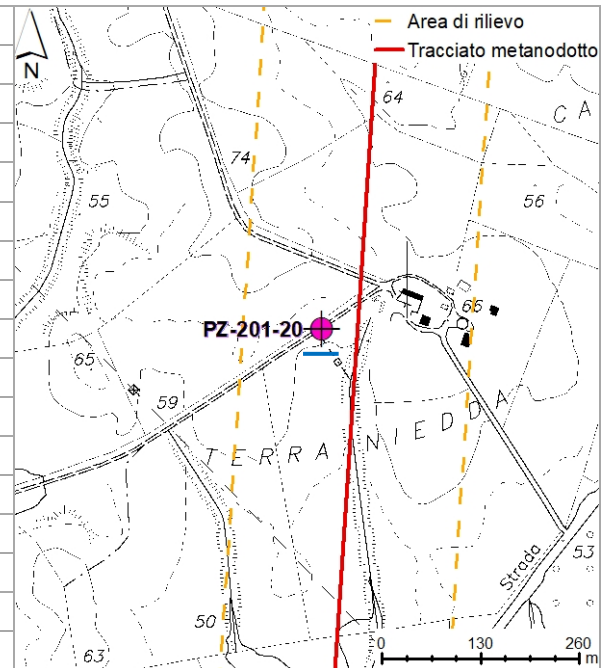 Area di rilievo
Tracciato metanodotto
N
64
CA
74
55
56
66
PZ-201-20
65
59
TERRA NIEDDA
Strada
53
50
63
0 130 260
m